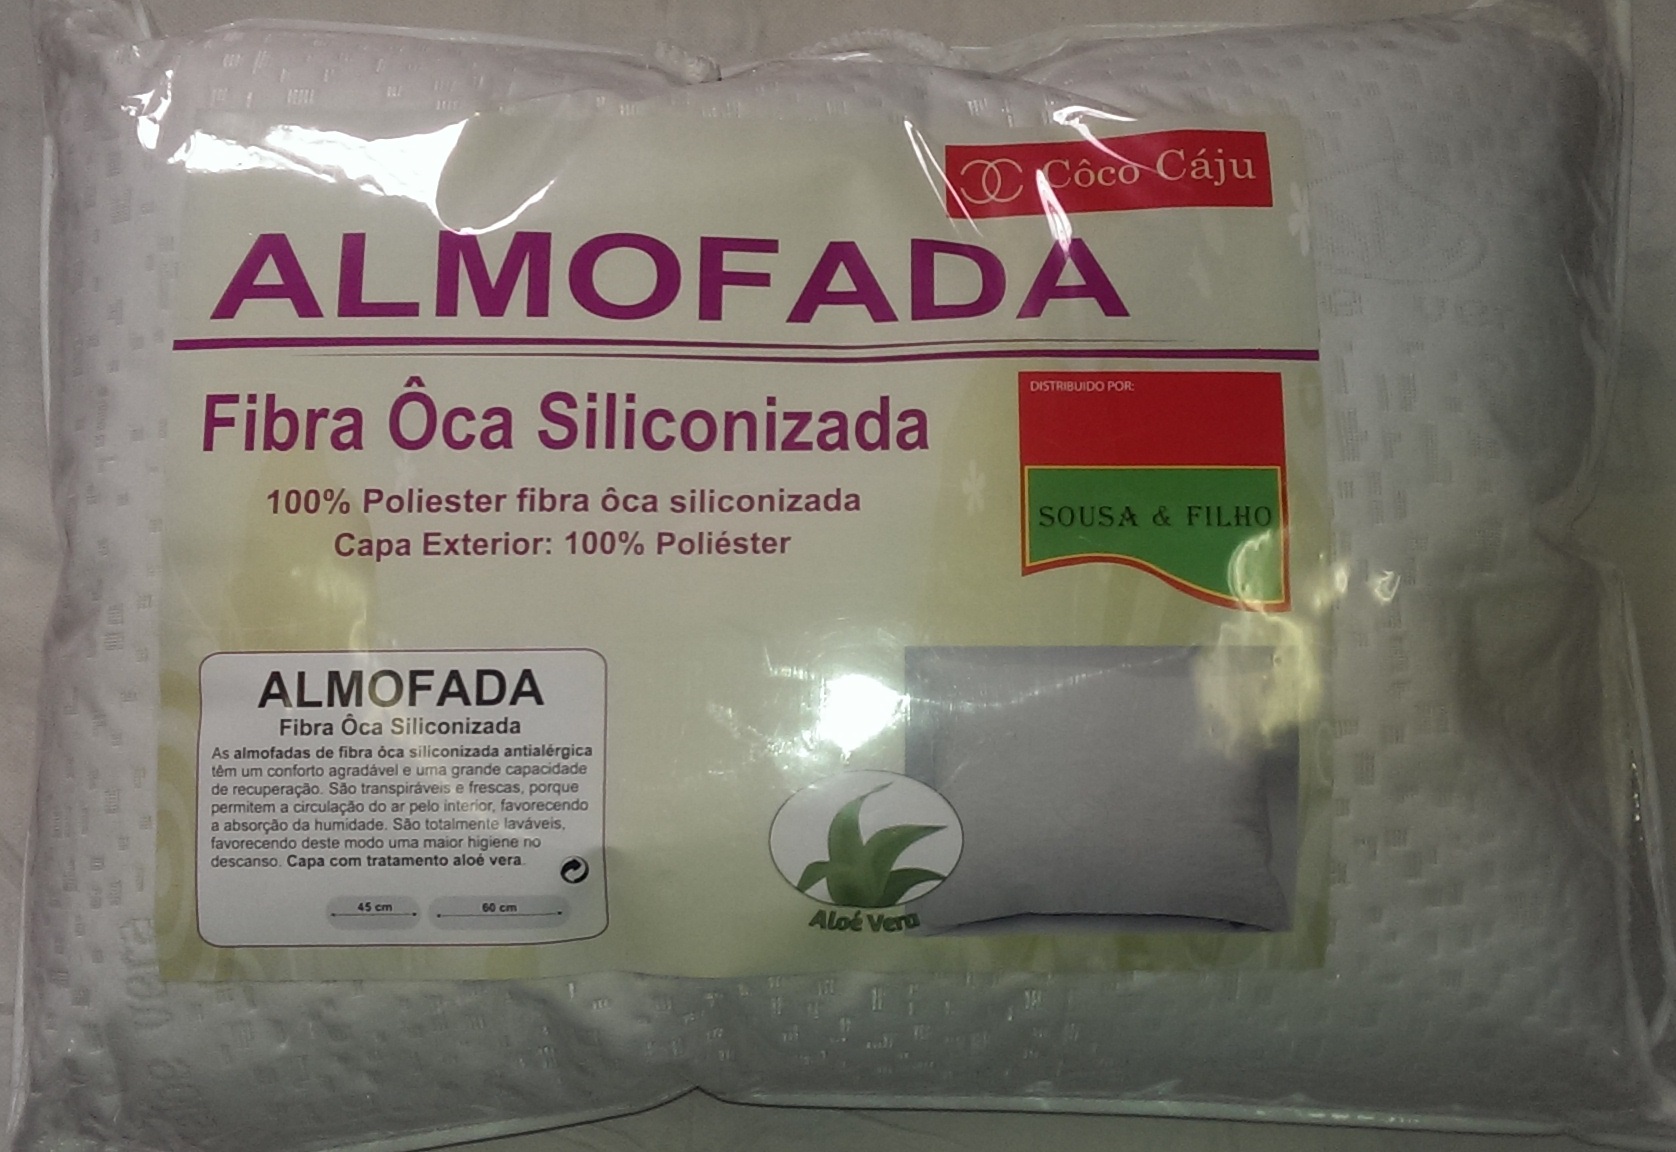 Côco Cáju
ALMOFADA
Fibra Ôca Siliconizada
100% Poliester fibra ôca siliconizada
Capa Exterior: 100% Poliéster
DISTRIBUIDO POR:
SOUSA & FILHO
ALMOFADA
Fibra Ôca Siliconizada
As almofadas de fibra ôca siliconizada antialérgica
têm um conforto agradável e uma grande capacidade
de recuperação. São transpiráveis e frescas, porque
permitem a circulação do ar pelo interior, favorecendo
a absorção da humidade. São totalmente laváveis,
favorecendo deste modo uma maior higiene no
descanso. Capa com tratamento aloé vera.
45 cm
60 cm
Aloé Vera